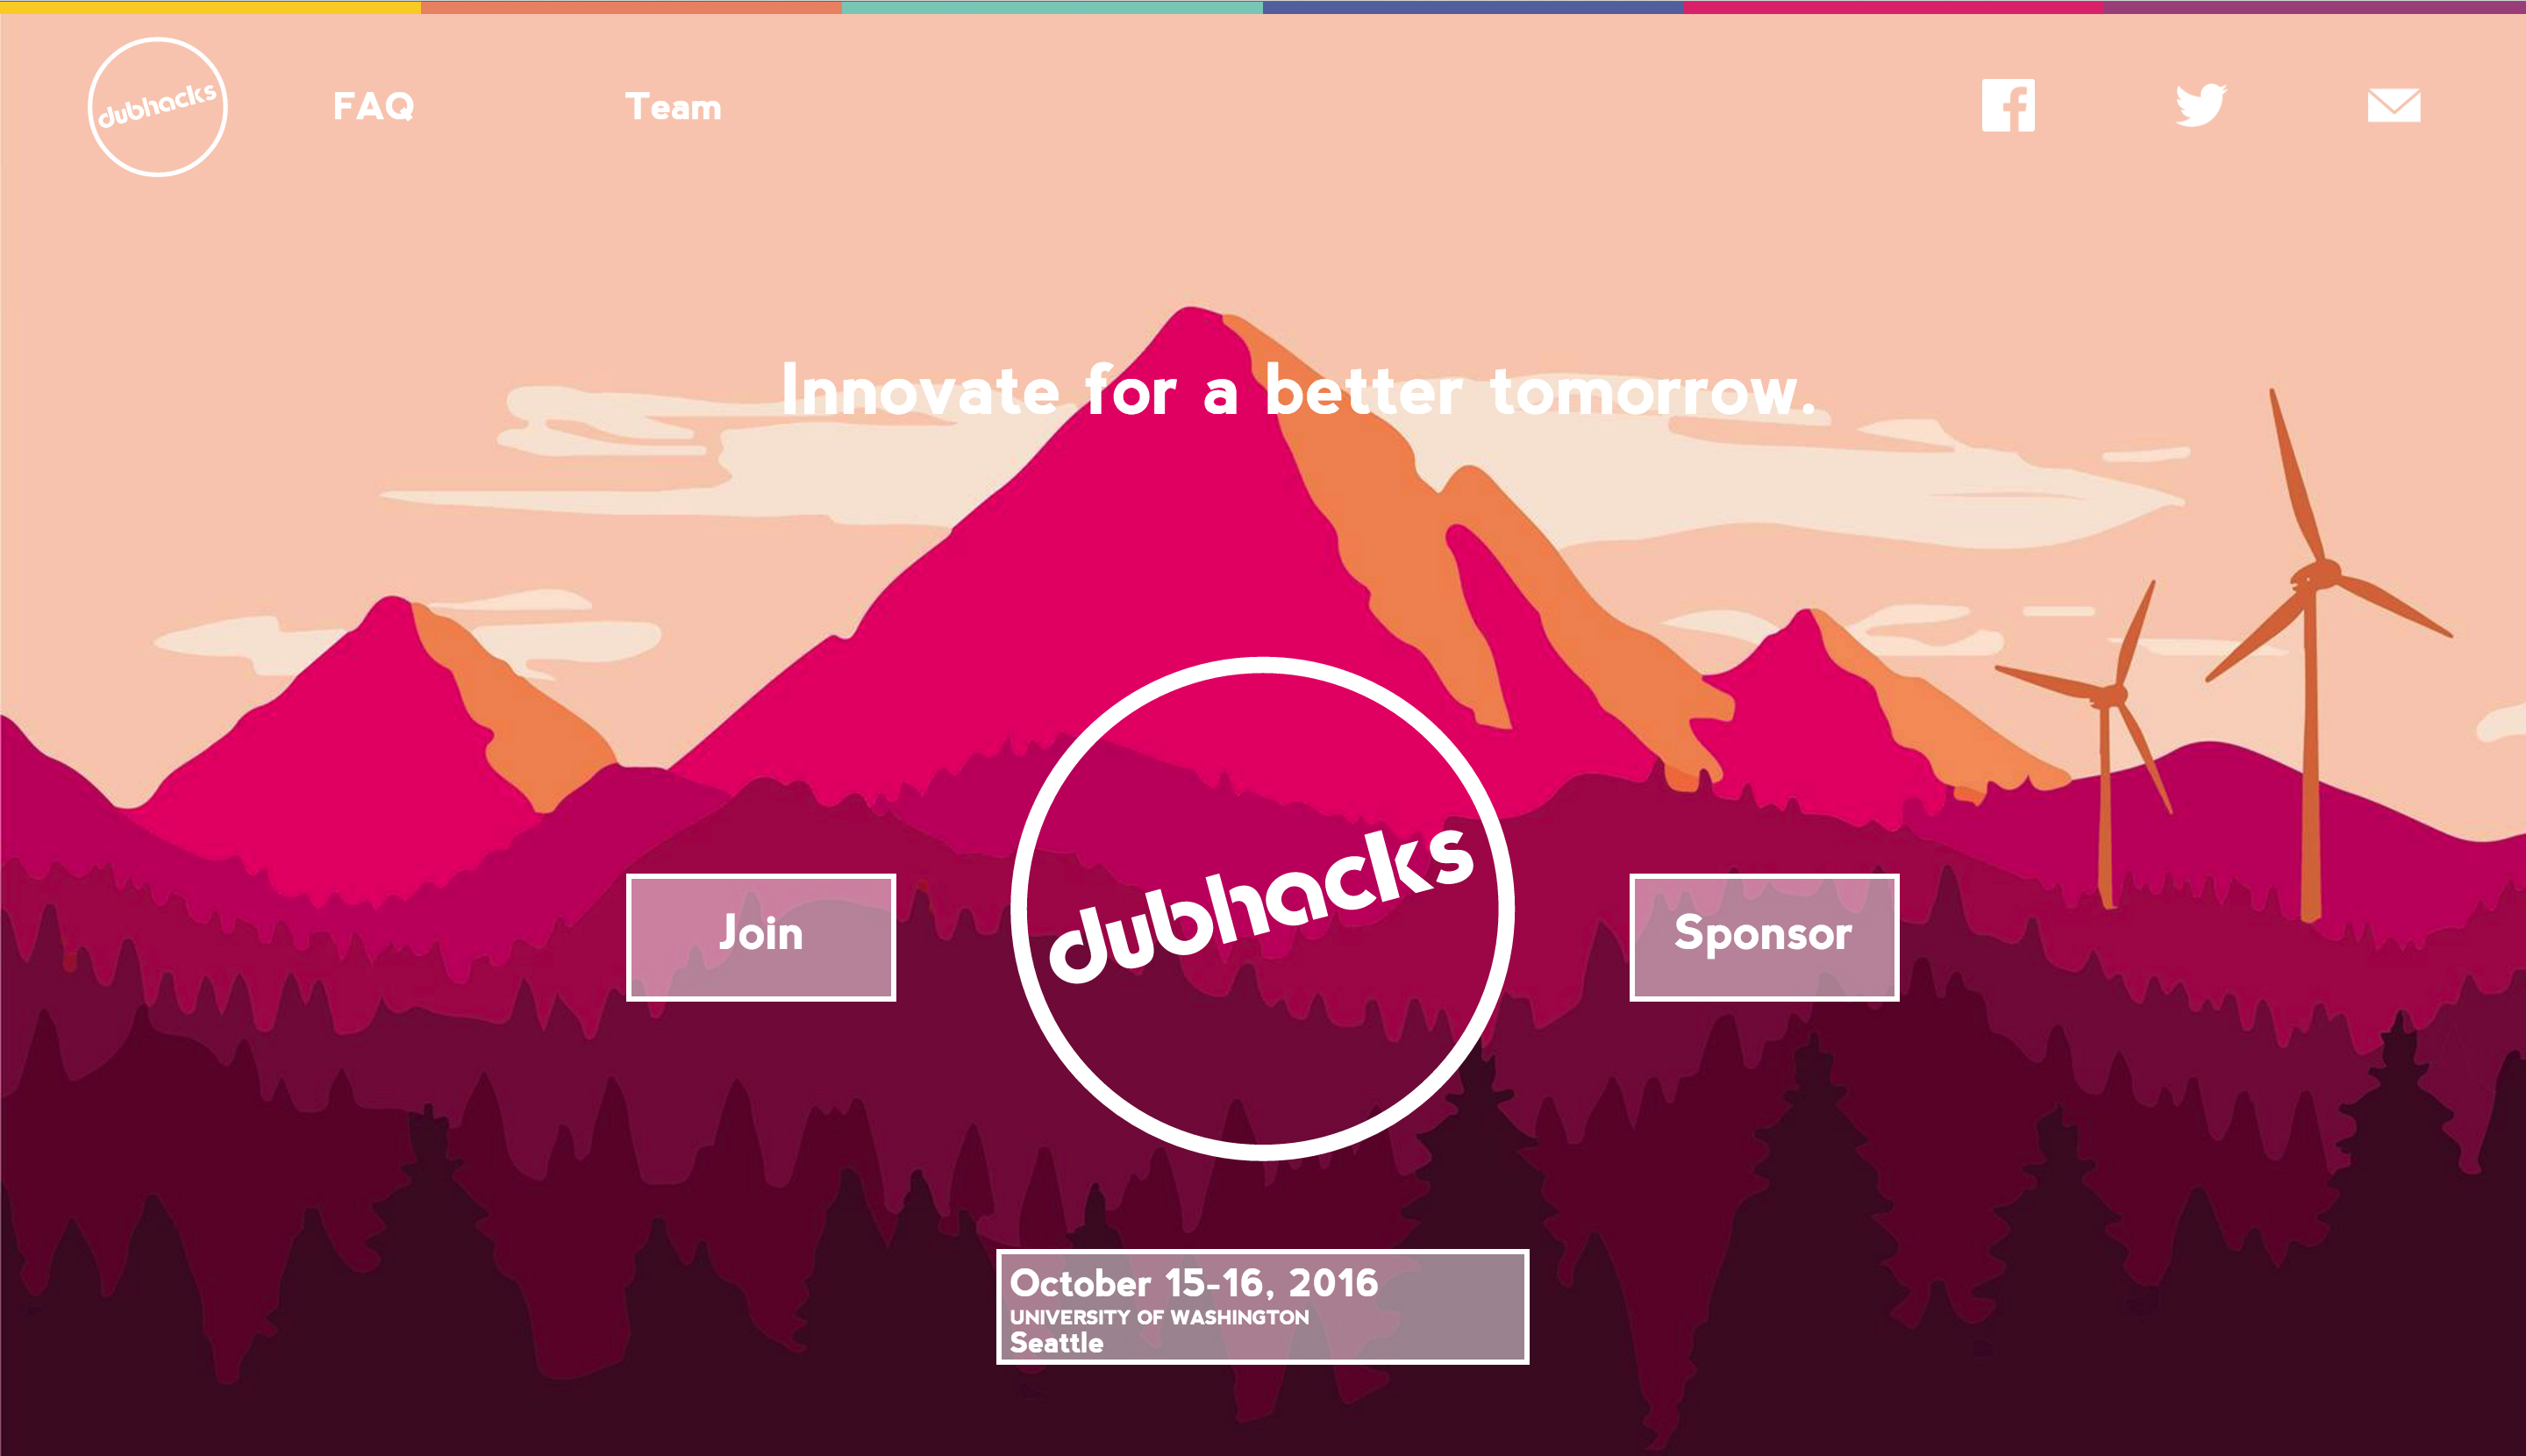 dubhacks
FAQ
Team
Innovate for a better tomorrow.
Join
dubhacks
Sponsor
October 15-16, 2016
UNIVERSITY OF WASHINGTON
Seattle